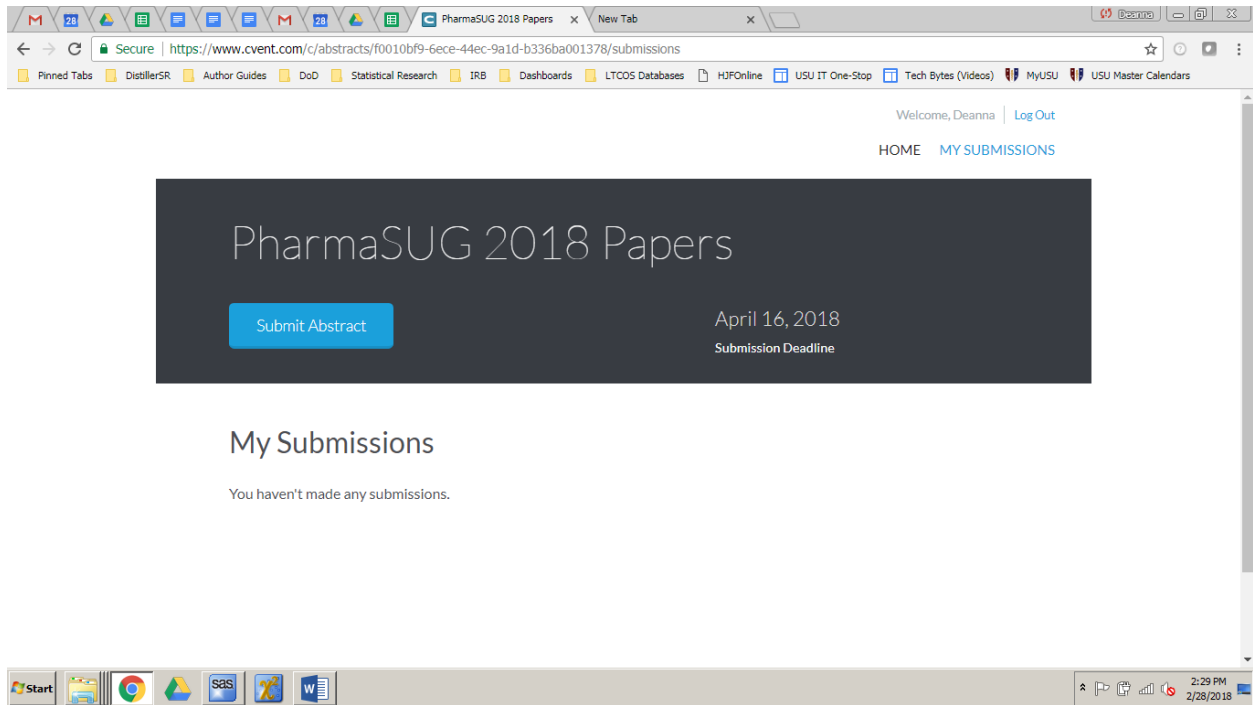 28
28
PharmaSUG 2018 Papers
New Tab
Deanna
Secure | https://www.cvent.com/c/abstracts/f0010bf9-6ece-44ec-9a1d-b336ba001378/submissions
Pinned Tabs DistillerSR Author Guides DoD Statistical Research IRB Dashboards LTCOS Databases HJFOnline USU IT One-Stop Tech Bytes (Videos) MyUSU USU Master Calendars
Welcome, Deanna Log Out
HOME MY SUBMISSIONS
PharmaSUG 2018 Papers
Submit Abstract
April 16, 2018
Submission Deadline
My Submissions
You haven't made any submissions.
Start
sas
W
2:29 PM
2/28/2018